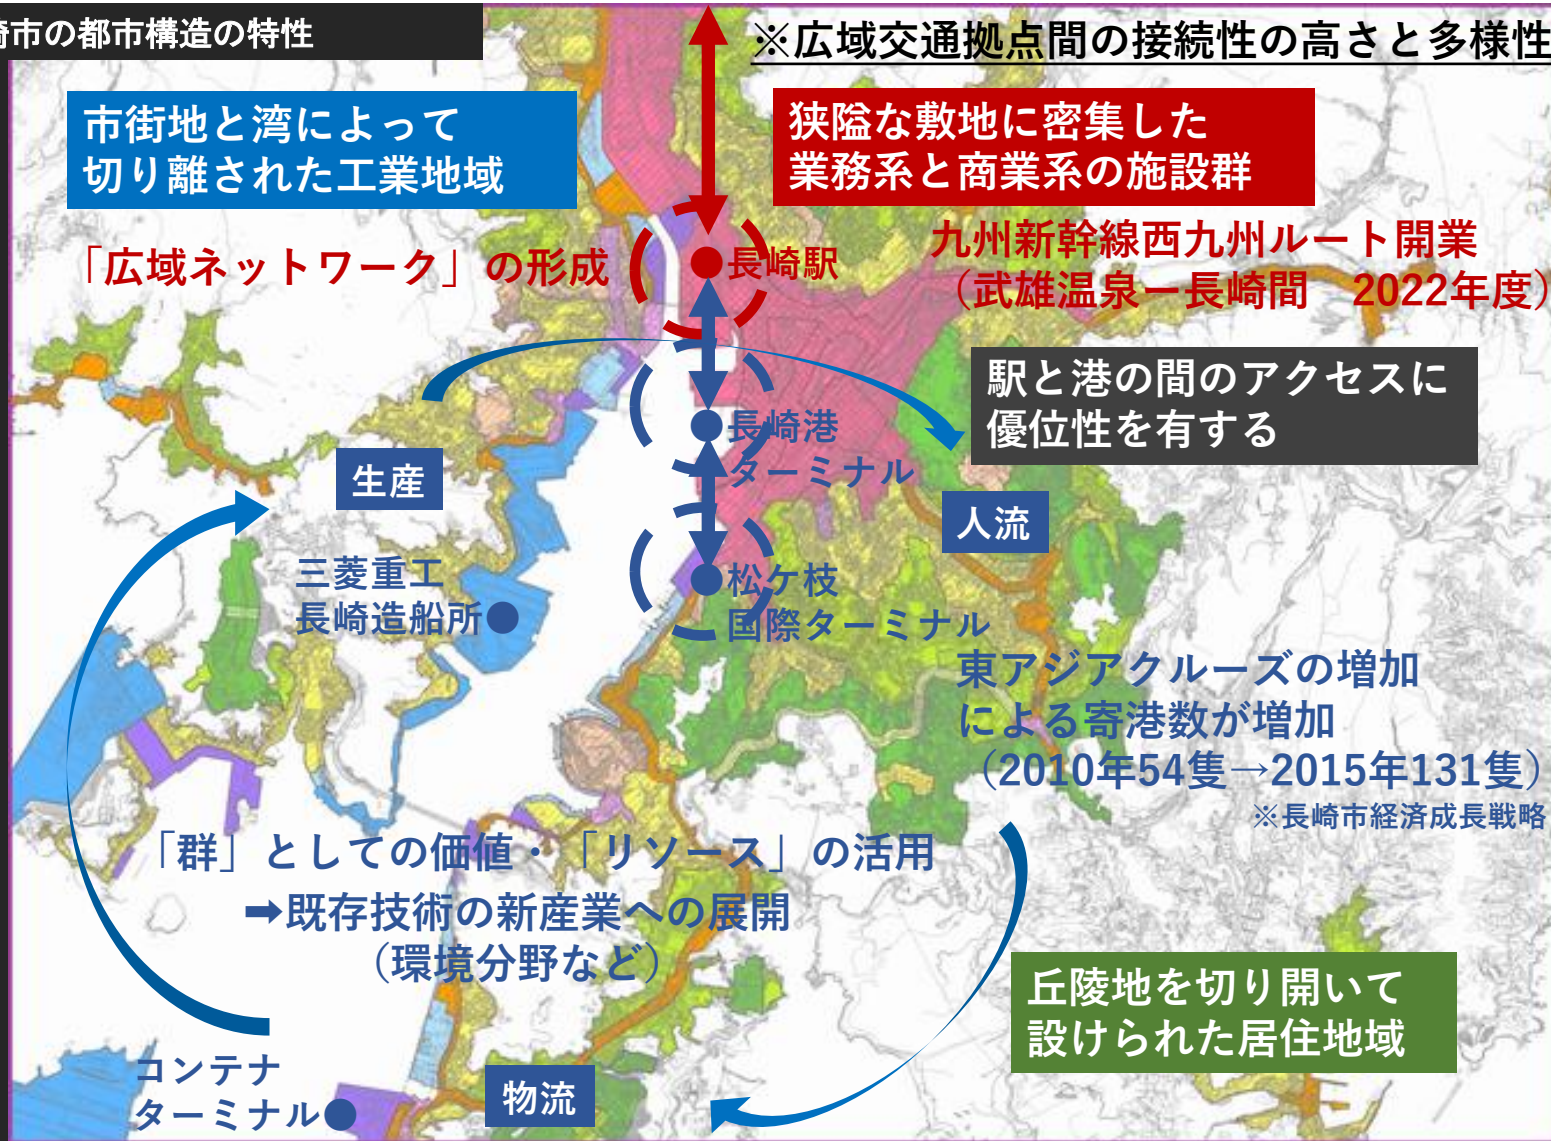 崎市の都市構造の特性
※広域交通拠点間の接続性の高さと多様性
市街地と湾によって
切り離された工業地域
狭隘な敷地に密集した
業務系と商業系の施設群
「広域ネットワーク」の形成
長崎駅
九州新幹線西九州ルート開業
（武雄温泉ー長崎間　2022年度）
駅と港の間のアクセスに
優位性を有する
長崎港
ターミナル
生産
人流
三菱重工
長崎造船所
松ケ枝
国際ターミナル
東アジアクルーズの増加
による寄港数が増加
（2010年54隻→2015年131隻）
※長崎市経済成長戦略
「群」としての価値・「リソース」の活用
➡既存技術の新産業への展開
（環境分野など）
丘陵地を切り開いて
設けられた居住地域
コンテナ
ターミナル
物流